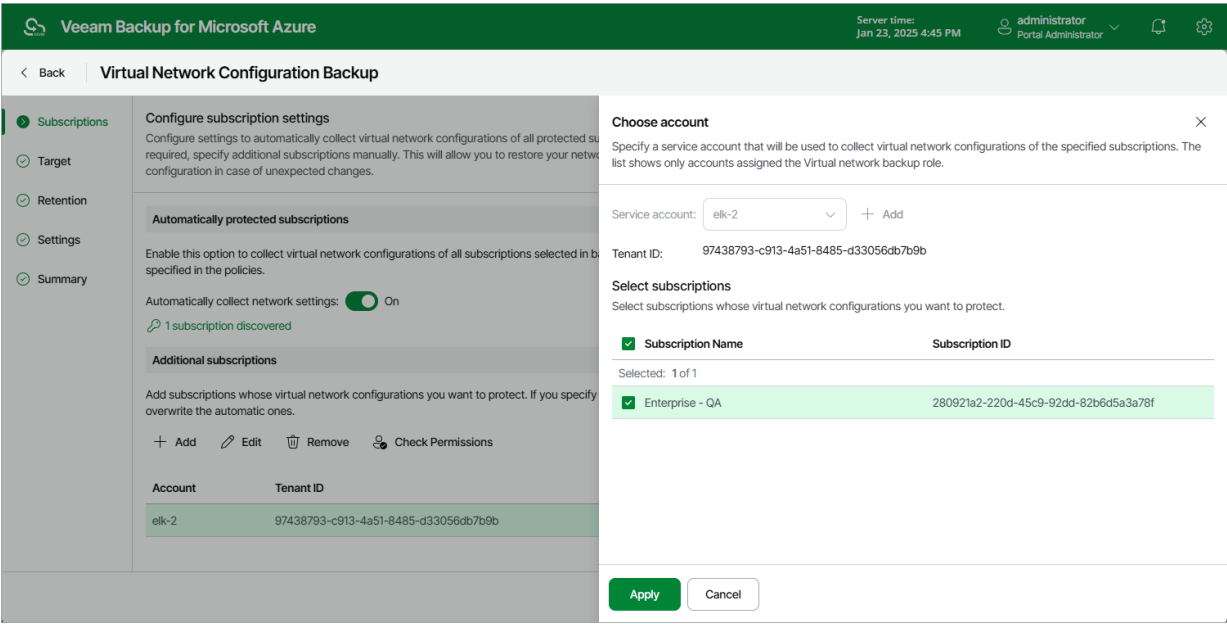 Veeam Backup for Microsoft Azure
Server time:
Jan 23, 2025 4:45 PM
administrator
Portal Administrator
Back
Virtual Network Configuration Backup
Subscriptions
Target
Retention
Settings
Summary
Configure subscription settings
Configure settings to automatically collect virtual network configurations of all protected su
required, specify additional subscriptions manually. This will allow you to restore your netwo
configuration in case of unexpected changes.
Automatically protected subscriptions
Enable this option to collect virtual network configurations of all subscriptions selected in ba
specified in the policies.
Automatically collect network settings: On
1 subscription discovered
Additional subscriptions
Add subscriptions whose virtual network configurations you want to protect. If you specify
overwrite the automatic ones.
Add Edit Remove Check Permissions
Account Tenant ID
elk-2 97438793-c913-4a51-8485-d33056db7b9b
Choose account
Specify a service account that will be used to collect virtual network configurations of the specified subscriptions. The
list shows only accounts assigned the Virtual network backup role.
Service account: elk-2 Add
Tenant ID: 97438793-c913-4a51-8485-d33056db7b9b
Select subscriptions
Select subscriptions whose virtual network configurations you want to protect.
Subscription Name Subscription ID
Selected: 1 of 1
Enterprise - QA 280921a2-220d-45c9-92dd-82b6d5a3a78f
Apply Cancel